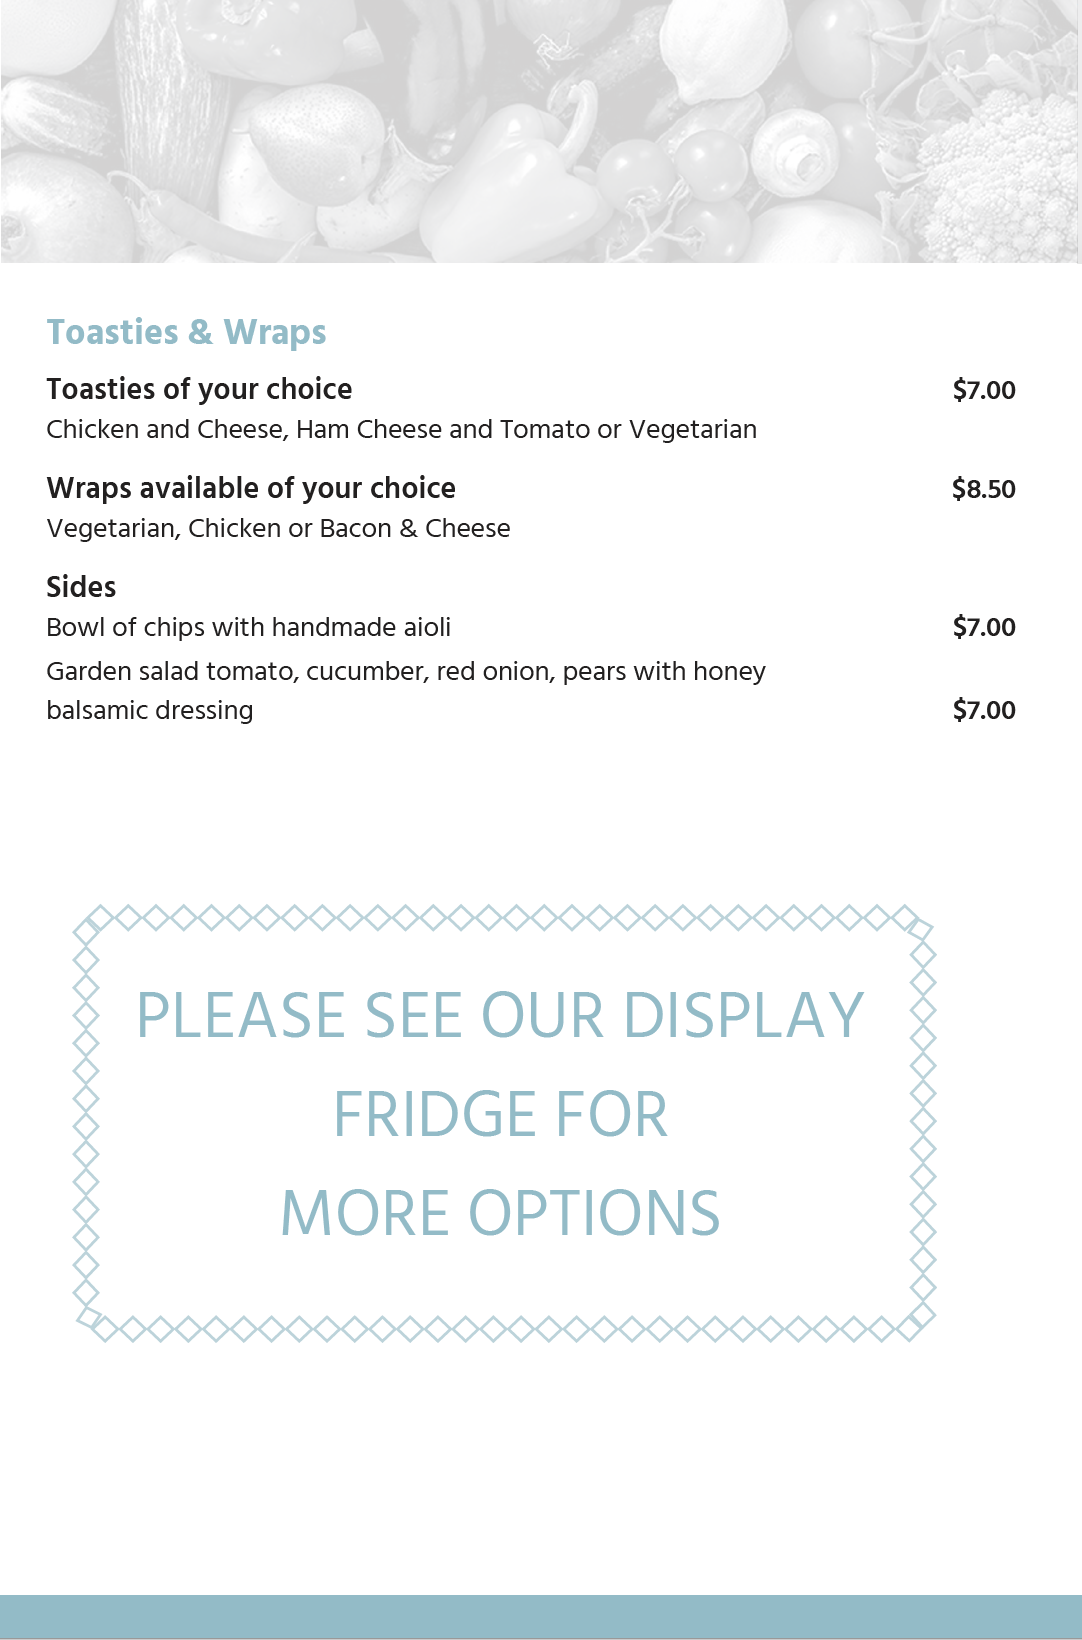 Toasties & Wraps
Toasties of your choice $7.00
Chicken and Cheese, Ham Cheese and Tomato or Vegetarian
Wraps available of your choice $8.50
Vegetarian, Chicken or Bacon & Cheese
Sides
Bowl of chips with handmade aioli $7.00
Garden salad tomato, cucumber, red onion, pears with honey
balsamic dressing $7.00
PLEASE SEE OUR DISPLAY
FRIDGE FOR
MORE OPTIONS